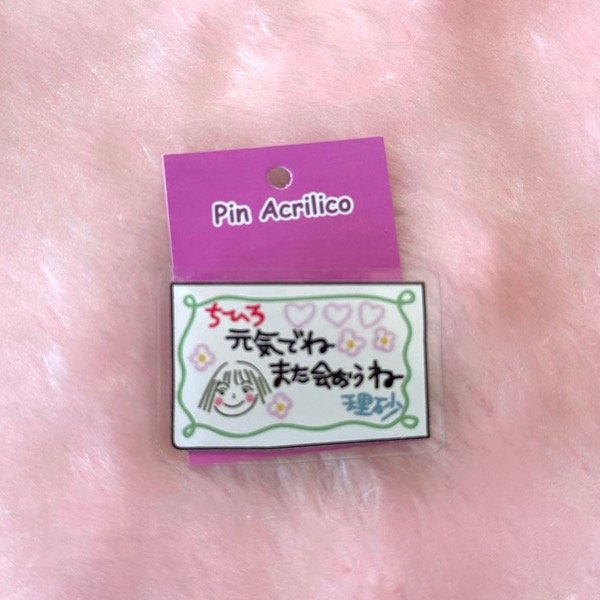 Pin Acrilico
ちひろ
元気でね
また会おうね
理砂